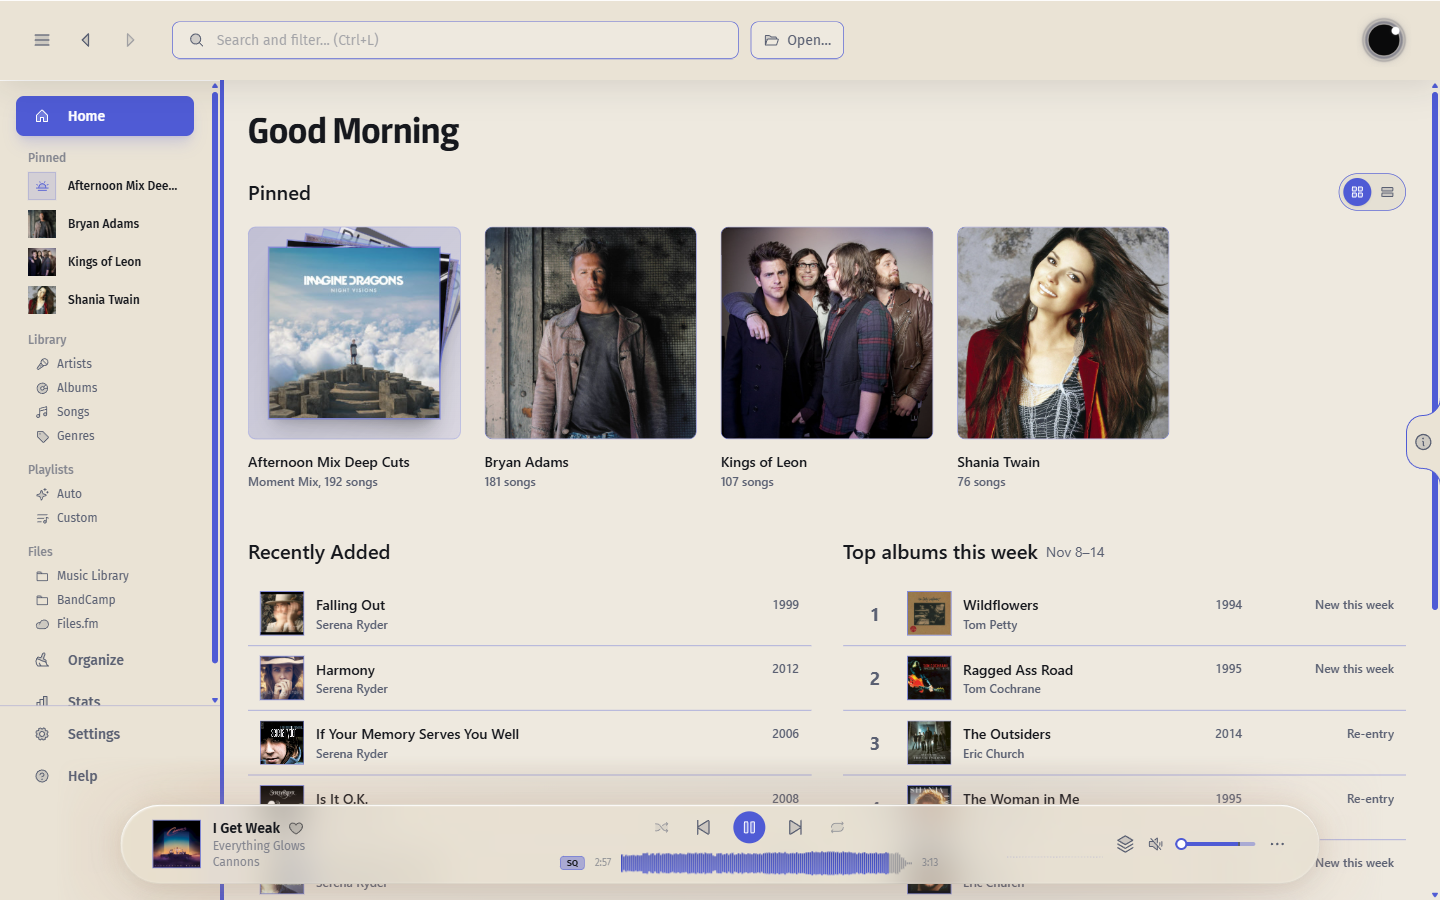 Search and filter... (Ctrl+L)
Open...
Home
Pinned
Afternoon Mix Dee...
Bryan Adams
Kings of Leon
Shania Twain
Library
Artists
Albums
Songs
Genres
Playlists
Auto
Custom
Files
Music Library
BandCamp
Files.fm
Organize
Stats
Settings
Help
Good Morning
Pinned
IMAGINE DRAGONS
NIGHT VISIONS
Afternoon Mix Deep Cuts
Moment Mix, 192 songs
Bryan Adams
181 songs
Kings of Leon
107 songs
Shania Twain
76 songs
Recently Added
Falling Out
Serena Ryder
1999
Harmony
Serena Ryder
2012
If Your Memory Serves You Well
Serena Ryder
2006
Is It O.K.
2008
Serena Ryder
Top albums this week Nov 8–14
1
Wildflowers
Tom Petty
1994
New this week
2
Ragged Ass Road
Tom Cochrane
1995
New this week
3
The Outsiders
Eric Church
2014
Re-entry
The Woman in Me
1995
Re-entry
New this week
Eric Church
I Get Weak
Everything Glows
Cannons
SQ
2:57
3:13